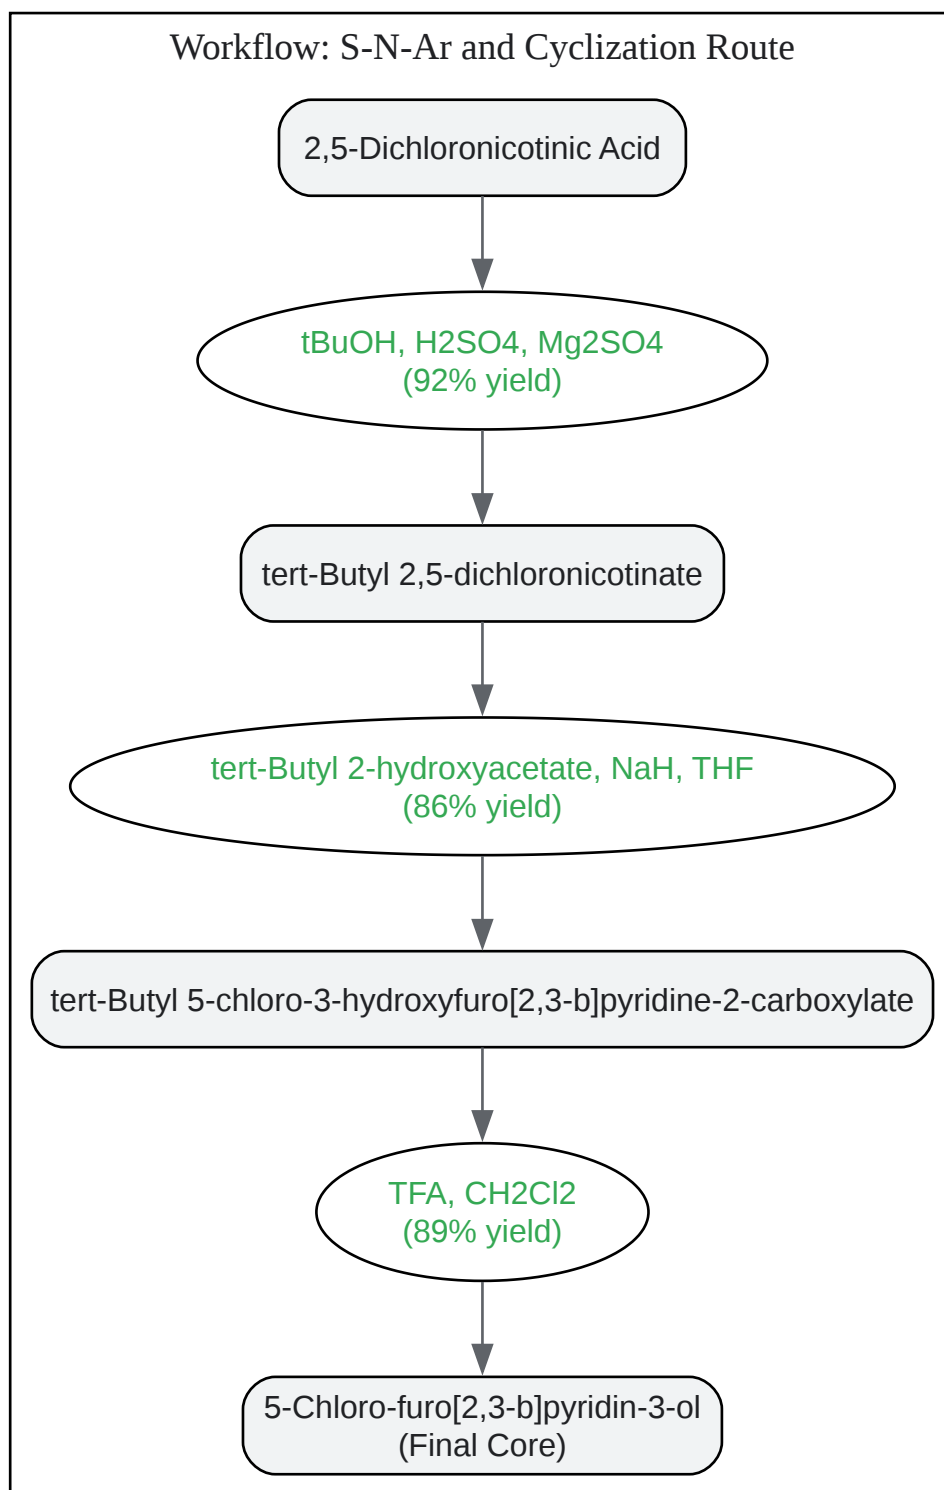 Workflow: S-N-Ar and Cyclization Route
2,5-Dichloronicotinic Acid
tBuOH, H2SO4, Mg2SO4
(92% yield)
tert-Butyl 2,5-dichloronicotinate
tert-Butyl 2-hydroxyacetate, NaH, THF
(86% yield)
tert-Butyl 5-chloro-3-hydroxyfuro[2,3-b]pyridine-2-carboxylate
TFA, CH2Cl2
(89% yield)
5-Chloro-furo[2,3-b]pyridin-3-ol
(Final Core)